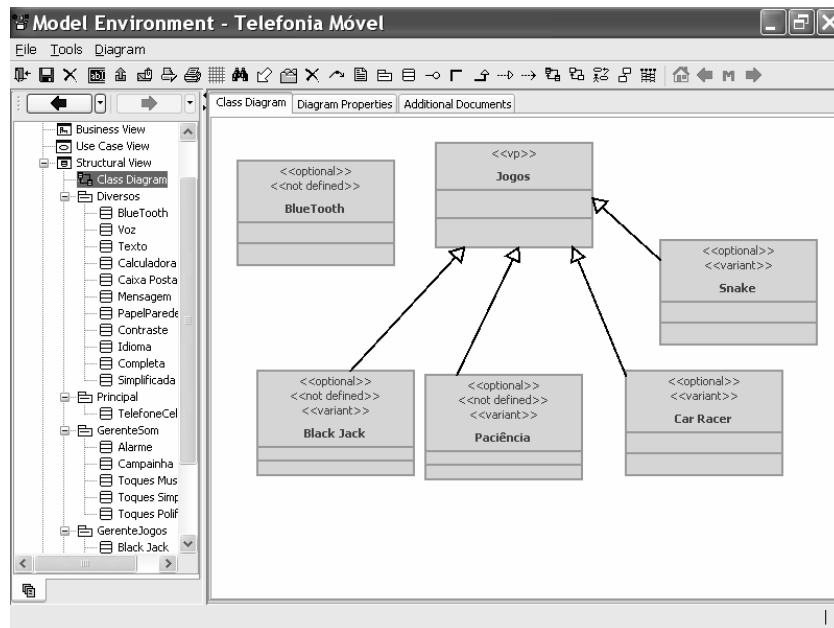 Model Environment - Telefonia Móvel
File Tools Diagram
Class Diagram Diagram Properties Additional Documents
Business View
Use Case View
Structural View
Class Diagram
Diversos
BlueTooth
Voz
Texto
Calculadora
Caixa Posta
Mensagem
PapelParede
Contraste
Idioma
Completa
Simplificada
Principal
TelefoneCel
GerenteSom
Alarme
Campainha
Toques Mus
Toques Simp
Toques Polif
GerenteJogos
Black Jack
<<optional>>
<<not defined>>
BlueTooth
<<vp>>
Jogos
<<optional>>
<<variant>>
Snake
<<optional>>
<<not defined>>
<<variant>>
Black Jack
<<optional>>
<<not defined>>
<<variant>>
Paciência
<<optional>>
<<variant>>
Car Racer